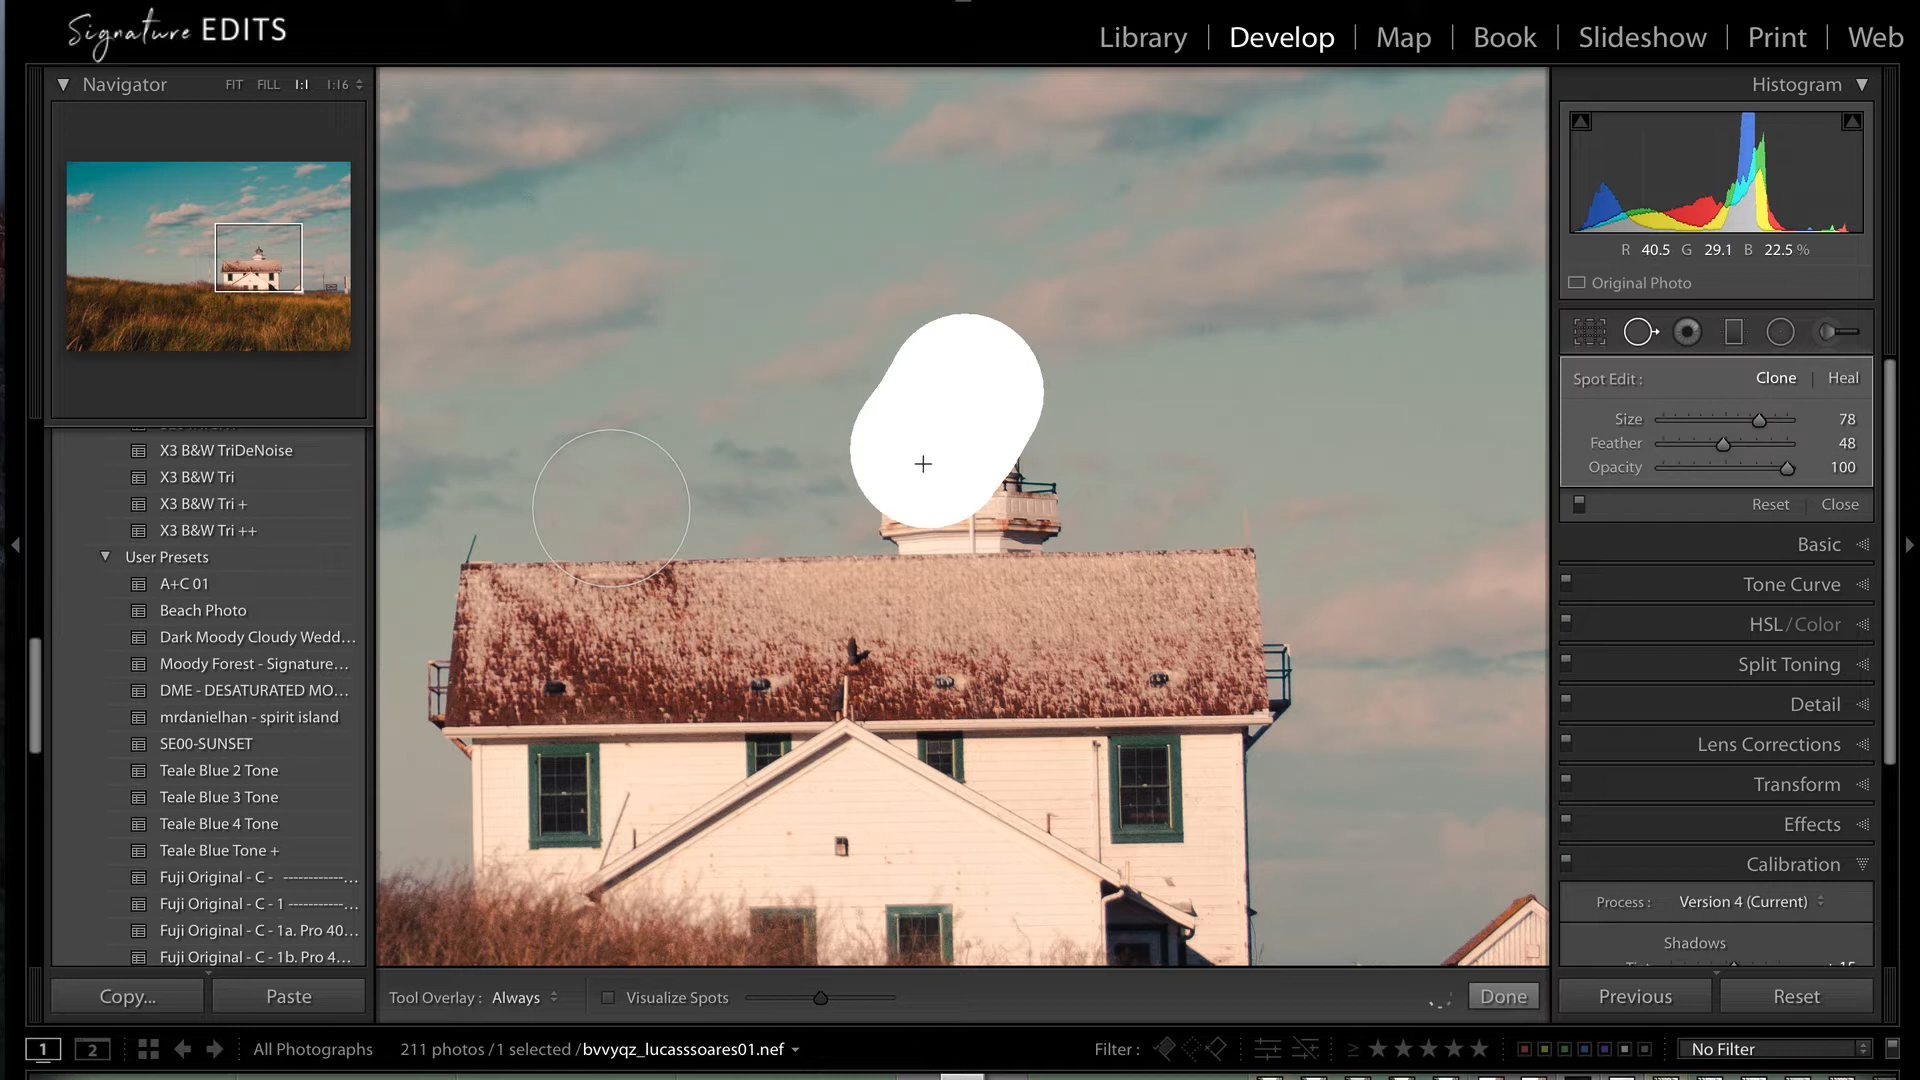 Signature EDITS
Library | Develop | Map | Book | Slideshow | Print | Web
Navigator FIT FILL 1:1 1:16
X3 B&W TriDeNoise
X3 B&W Tri
X3 B&W Tri +
X3 B&W Tri ++
User Presets
A+C 01
Beach Photo
Dark Moody Cloudy Wedd...
Moody Forest - Signature...
DME - DESATURATED MO...
mrdanielhan - spirit island
SE00-SUNSET
Teale Blue 2 Tone
Teale Blue 3 Tone
Teale Blue 4 Tone
Teale Blue Tone +
Fuji Original - C - ------------...
Fuji Original - C - 1 -----------...
Fuji Original - C - 1a. Pro 40...
Fuji Original - C - 1b. Pro 4...
Copy... Paste
Tool Overlay : Always Visualize Spots Done
Histogram
R 40.5 G 29.1 B 22.5 %
Original Photo
Spot Edit : Clone | Heal
Size 78
Feather 48
Opacity 100
Reset | Close
Basic
Tone Curve
HSL / Color
Split Toning
Detail
Lens Corrections
Transform
Effects
Calibration
Process : Version 4 (Current)
Shadows
Previous Reset
1 2 All Photographs 211 photos / 1 selected / bvvyqz_lucasssoares01.nef Filter : No Filter